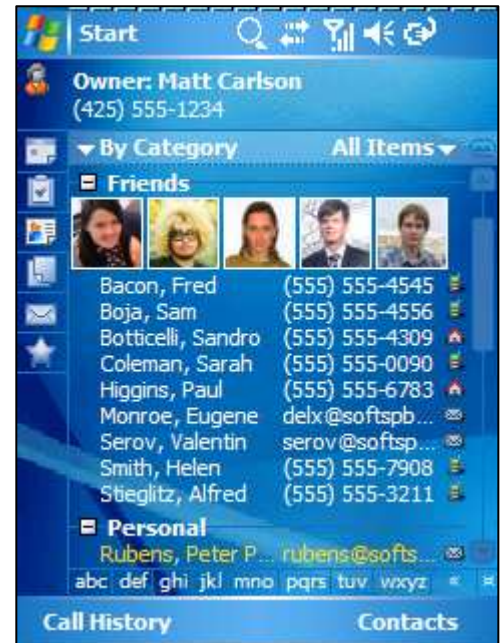 Start
Owner: Matt Carlson
(425) 555-1234
By Category All Items
Friends
Bacon, Fred (555) 555-4545
Boja, Sam (555) 555-4556
Botticelli, Sandro (555) 555-4309
Coleman, Sarah (555) 555-0090
Higgins, Paul (555) 555-6783
Monroe, Eugene delx@softspb...
Serov, Valentin serov@softsp...
Smith, Helen (555) 555-7908
Stieglitz, Alfred (555) 555-3211
Personal
Rubens, Peter P... rubens@softs...
abc def ghi jkl mno pqrs tuv wxyz «
Call History Contacts